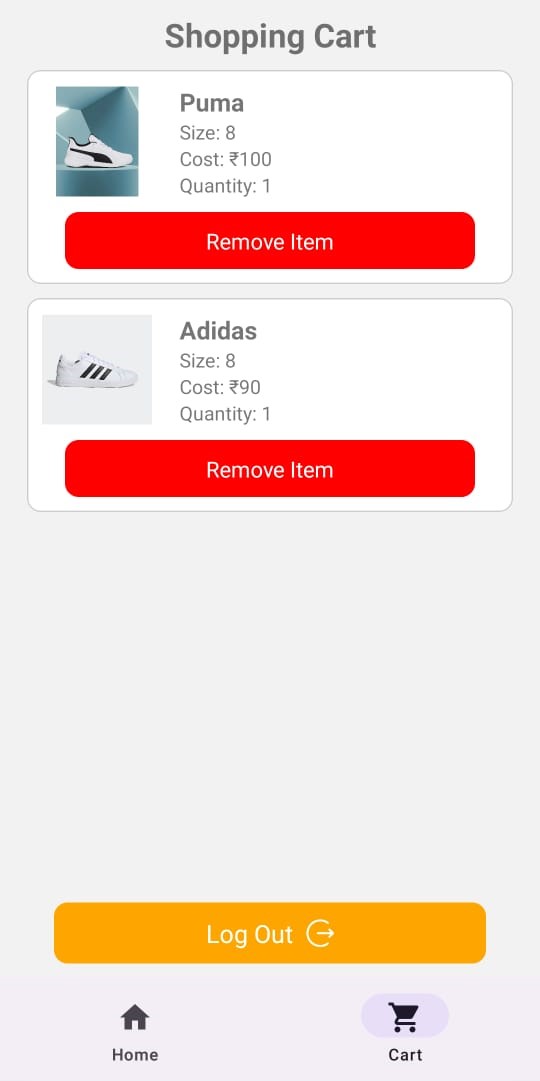 Shopping Cart
Puma
Size: 8
Cost: ₹100
Quantity: 1
Remove Item
Adidas
Size: 8
Cost: ₹90
Quantity: 1
Remove Item
Log Out
Home
Cart